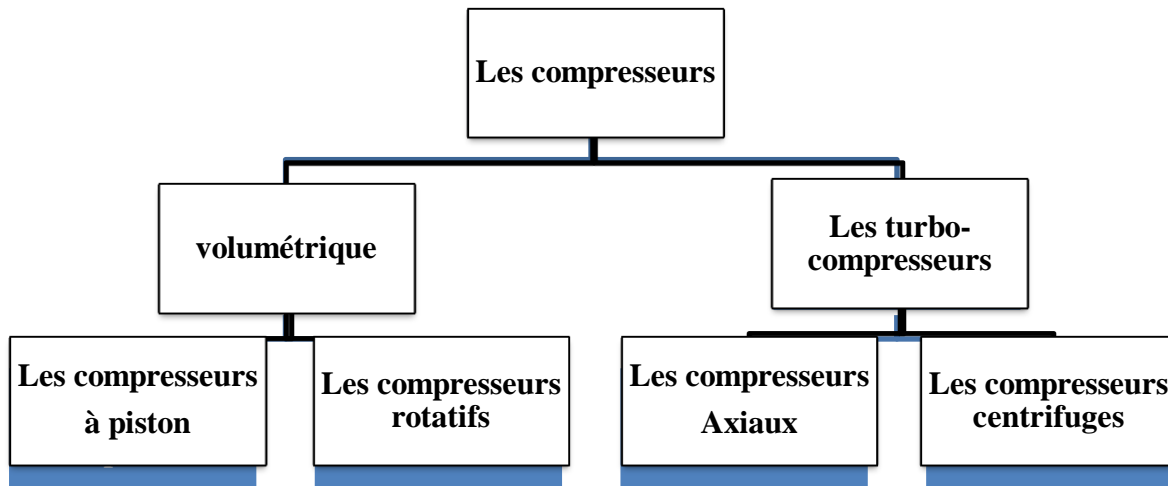 Les compresseurs
volumétrique
Les turbo-
compresseurs
Les compresseurs
à piston
Les compresseurs
rotatifs
Les compresseurs
Axiaux
Les compresseurs
centrifuges